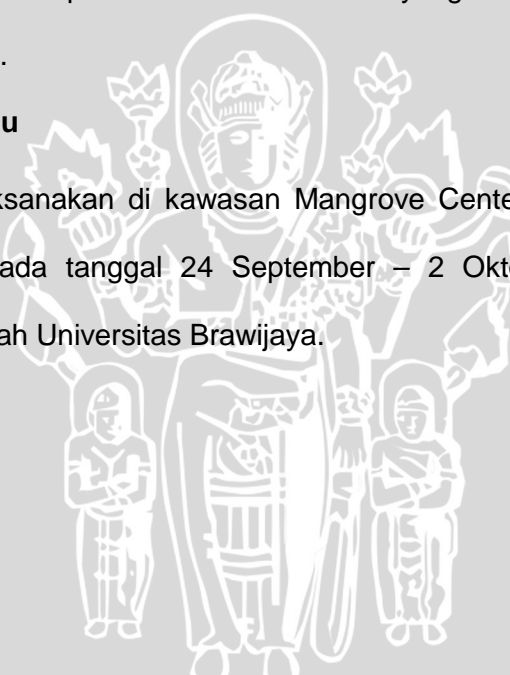 .
u
ksanakan di kawasan Mangrove Cente
ada tanggal 24 September – 2 Okt
ah Universitas Brawijaya.